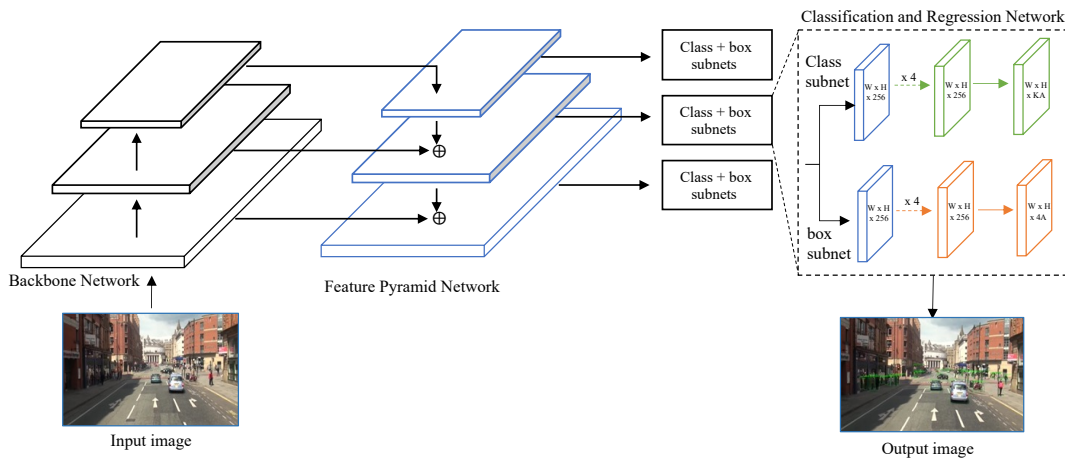 Classification and Regression Network
Class + box
subnets
Class + box
subnets
Class + box
subnets
Class
subnet
W x H
x 256
x 4
W x H
x 256
W x H
x KA
box
subnet
W x H
x 256
x 4
W x H
x 256
W x H
x 4A
Backbone Network
Feature Pyramid Network
Input image
Output image